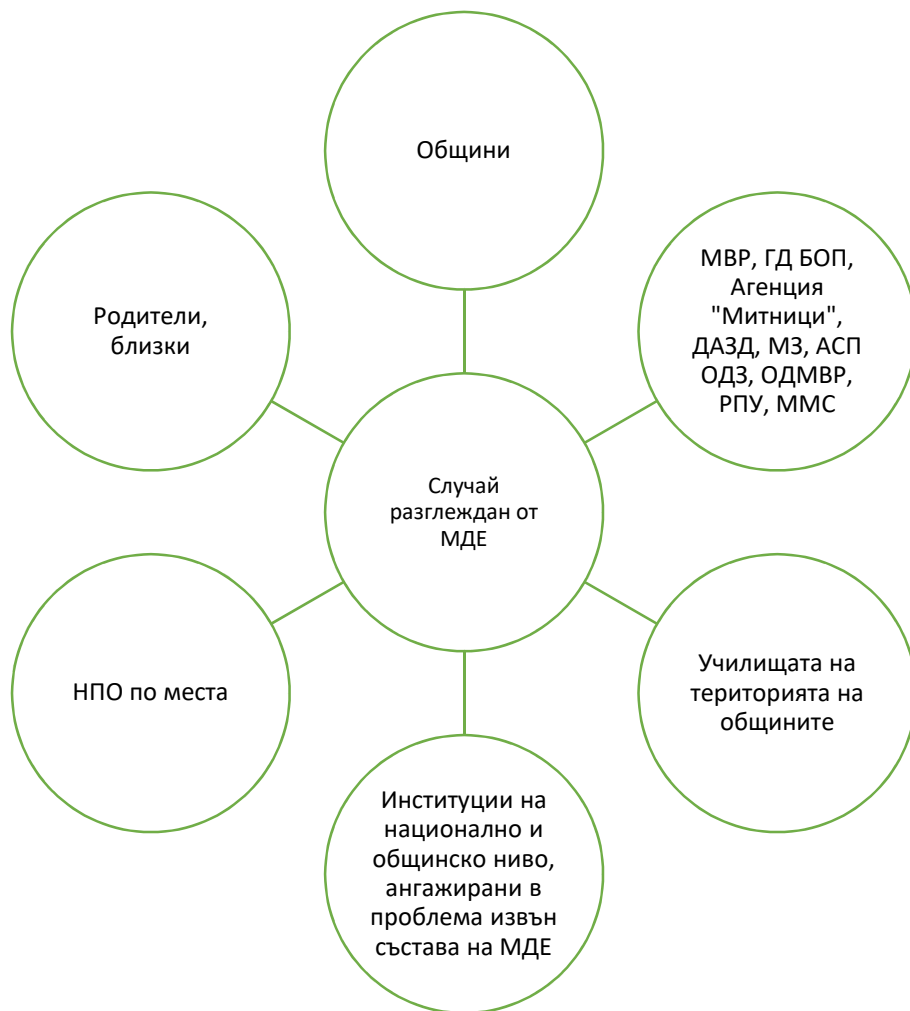 Общини
МВР, ГД БОП,
Агенция
"Митници",
ДАЗД, МЗ, АСП
ОДЗ, ОДМВР,
РПУ, ММС
Родители,
близки
Случай
разглеждан от
МДЕ
НПО по места
Училищата на
територията на
общините
Институции на
национално и
общинско ниво,
ангажирани в
проблема извън
състава на МДЕ